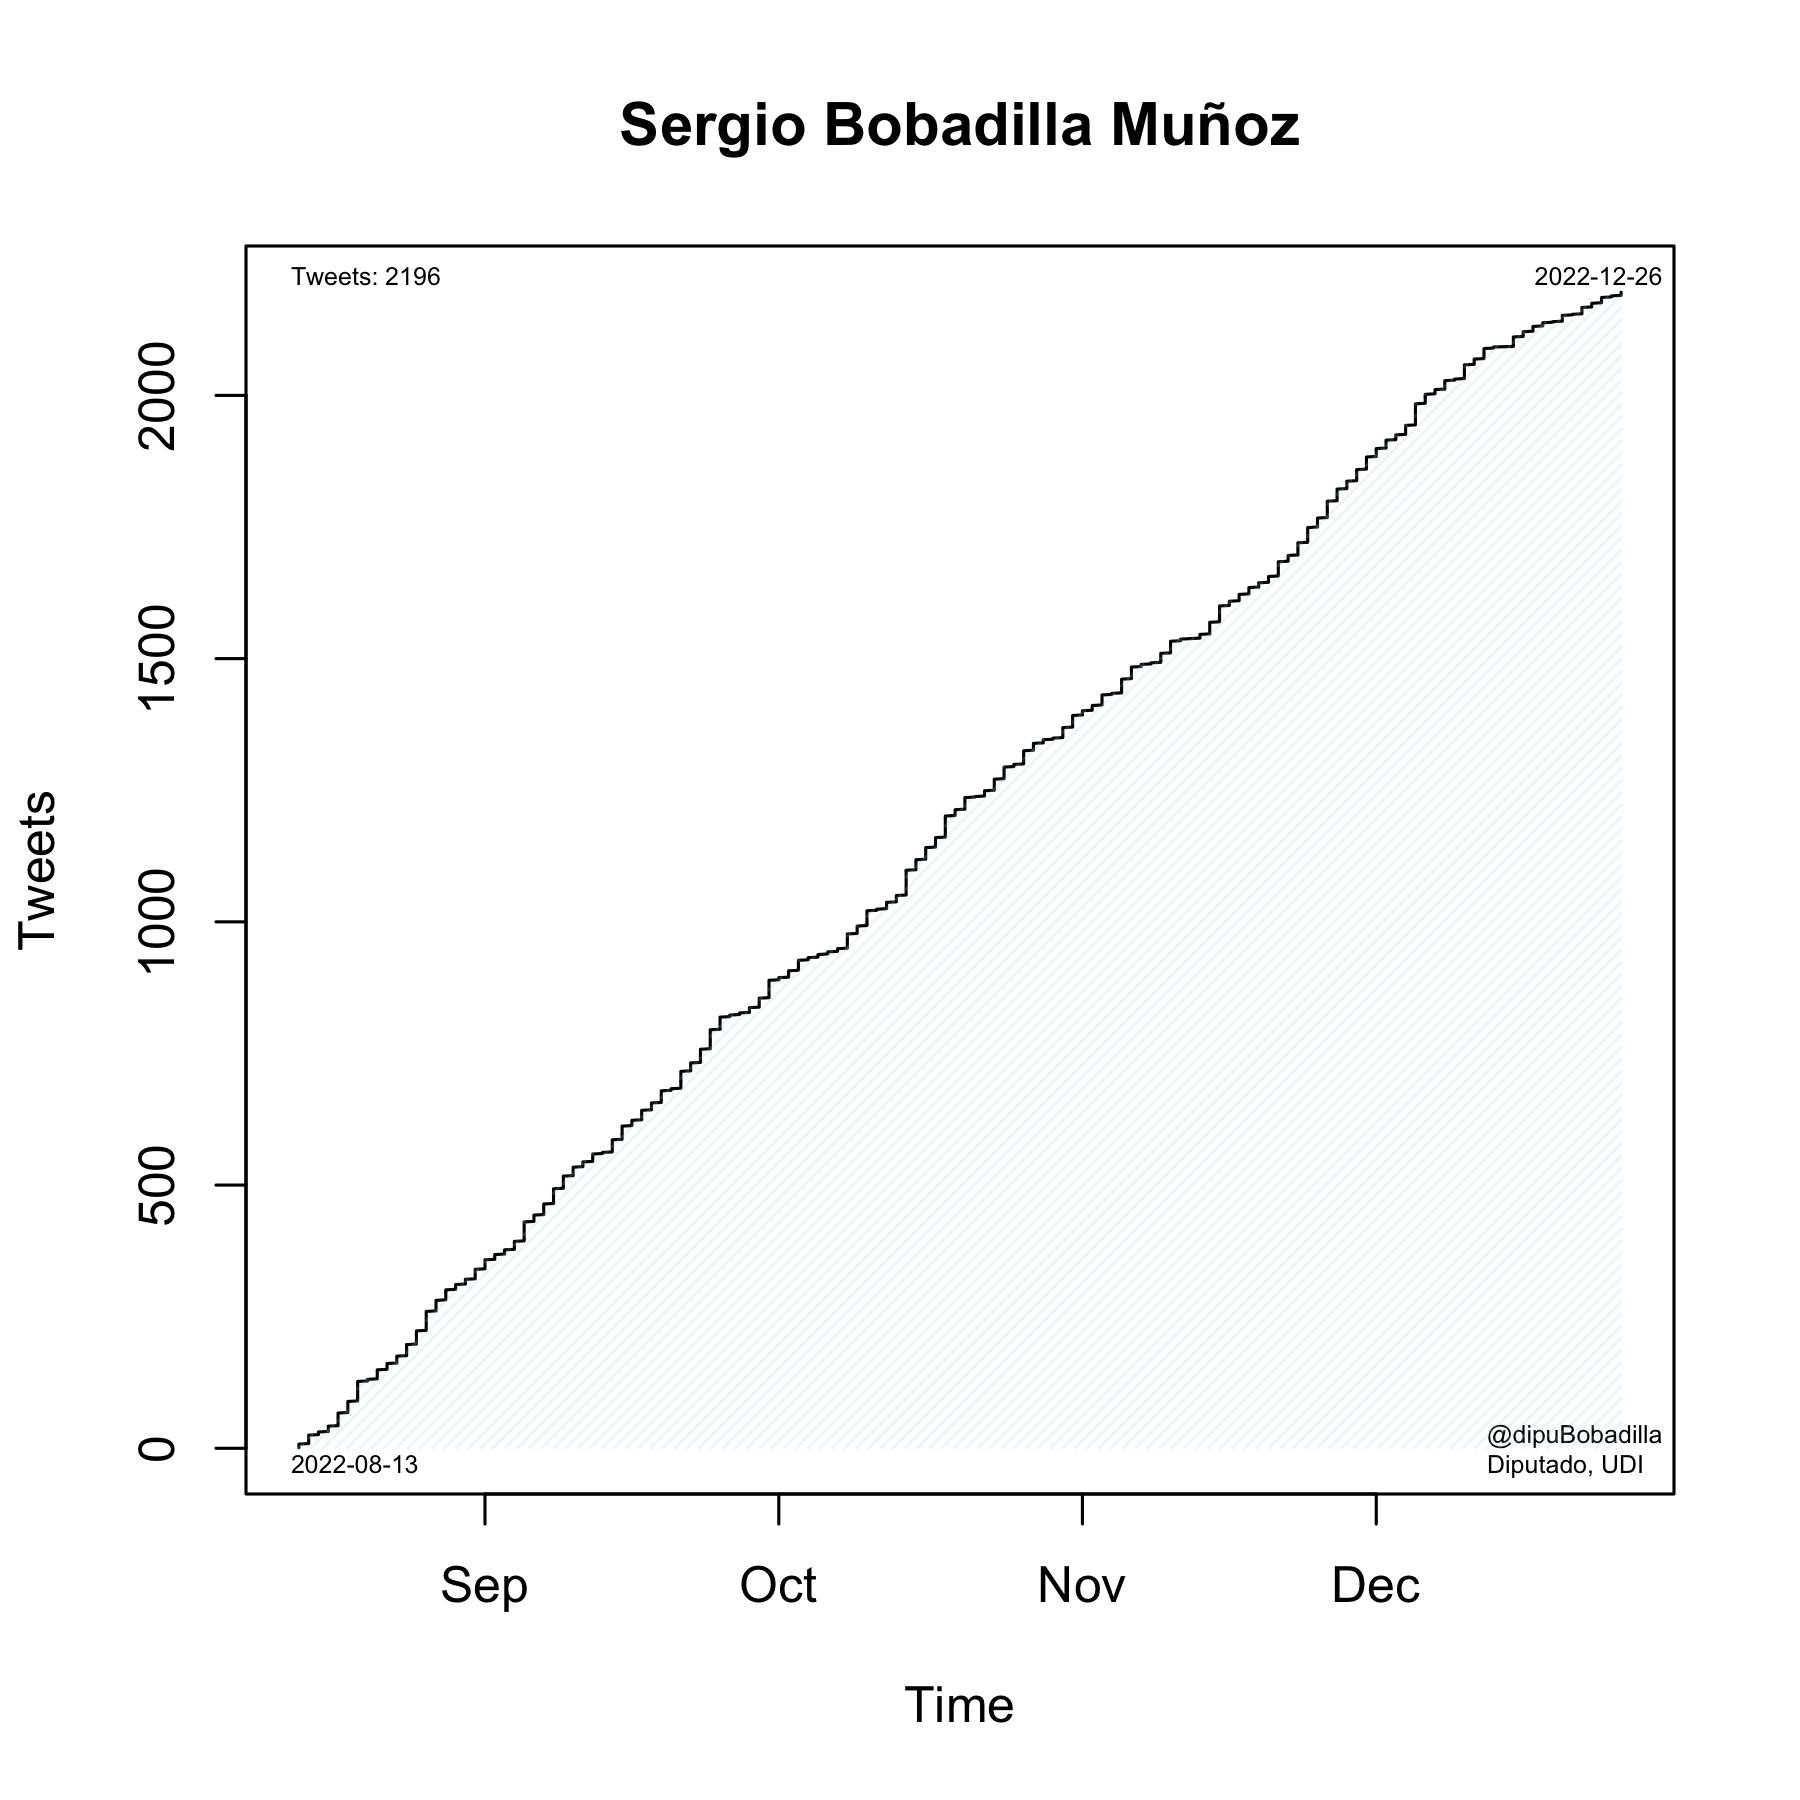 Sergio Bobadilla Muñoz
Tweets: 2196
2022-12-26
2000
1500
1000
500
0
Tweets
2022-08-13
@dipuBobadilla
Diputado, UDI
Sep
Oct
Nov
Dec
Time